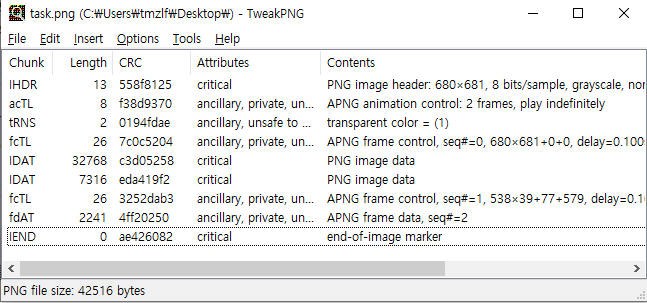 task.png (C:₩Users₩tmzlf₩Desktop₩) - TweakPNG
File Edit Insert Options Tools Help
Chunk Length CRC Attributes Contents
IHDR 13 558f8125 critical PNG image header: 680×681, 8 bits/sample, grayscale, nor
acTL 8 f38d9370 ancillary, private, un... APNG animation control: 2 frames, play indefinitely
tRNS 2 0194fdae ancillary, unsafe to ... transparent color = (1)
fcTL 26 7c0c5204 ancillary, private, un... APNG frame control, seq#=0, 680×681+0+0, delay=0.100
IDAT 32768 c3d05258 critical PNG image data
IDAT 7316 eda419f2 critical PNG image data
fcTL 26 3252dab3 ancillary, private, un... APNG frame control, seq#=1, 538×39+77+579, delay=0.1
fdAT 2241 4ff20250 ancillary, private, un... APNG frame data, seq#=2
IEND 0 ae426082 critical end-of-image marker
PNG file size: 42516 bytes